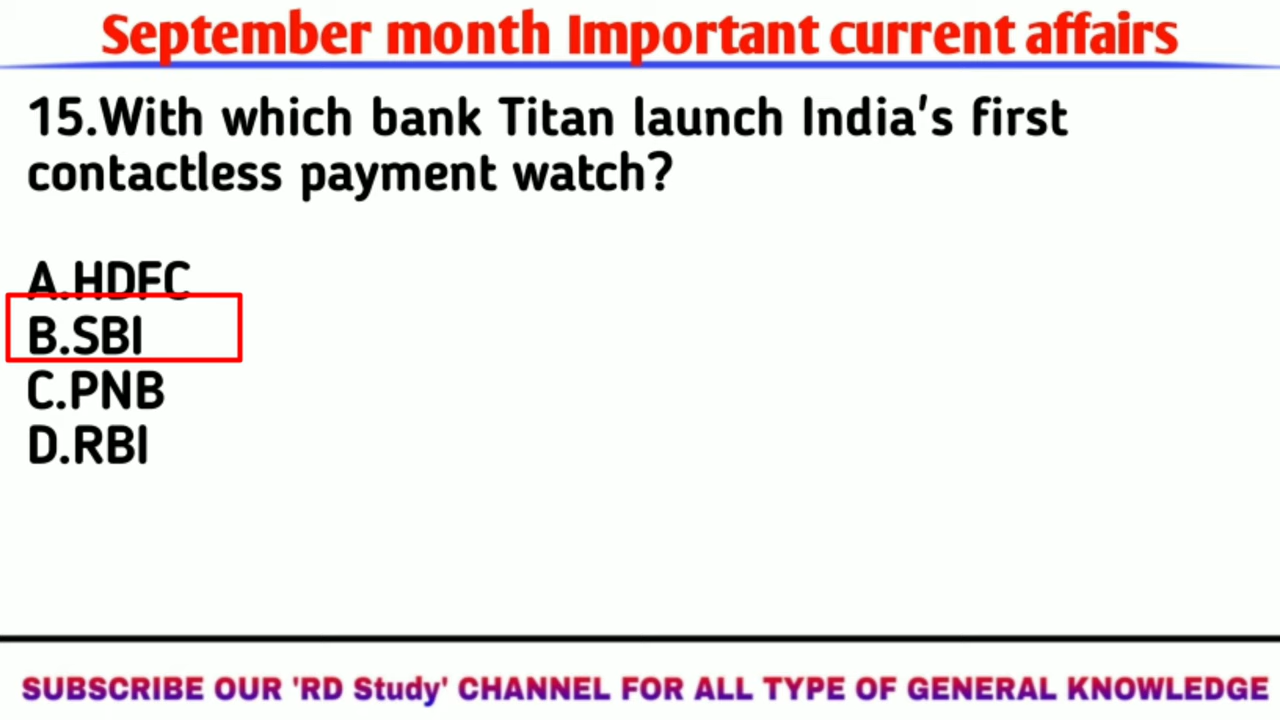 September month Important current affairs
15.With which bank Titan launch India's first
contactless payment watch?
A.HDFC
B.SBI
C.PNB
D.RBI
SUBSCRIBE OUR 'RD Study' CHANNEL FOR ALL TYPE OF GENERAL KNOWLEDGE